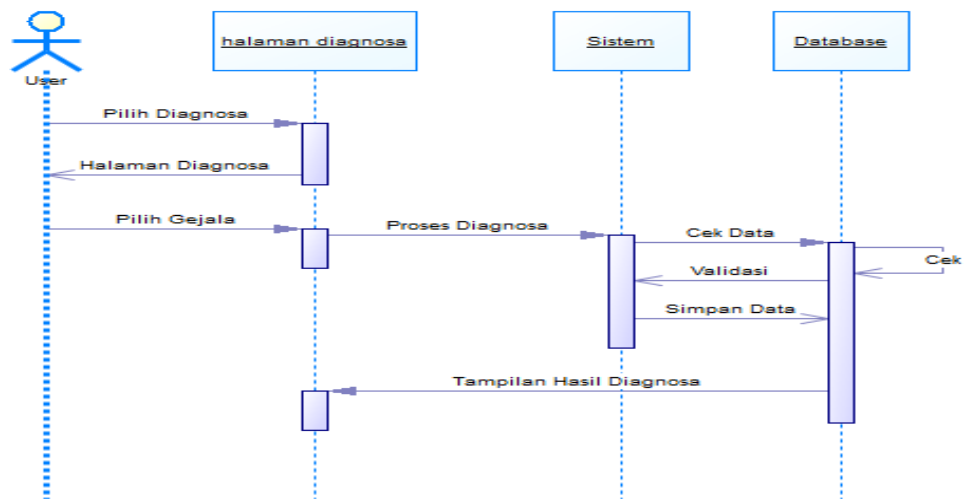 halaman diagnosa
Sistem
Database
User
Pilih Diagnosa
Halaman Diagnosa
Pilih Gejala
Proses Diagnosa
Cek Data
Cek
Validasi
Simpan Data
Tampilan Hasil Diagnosa